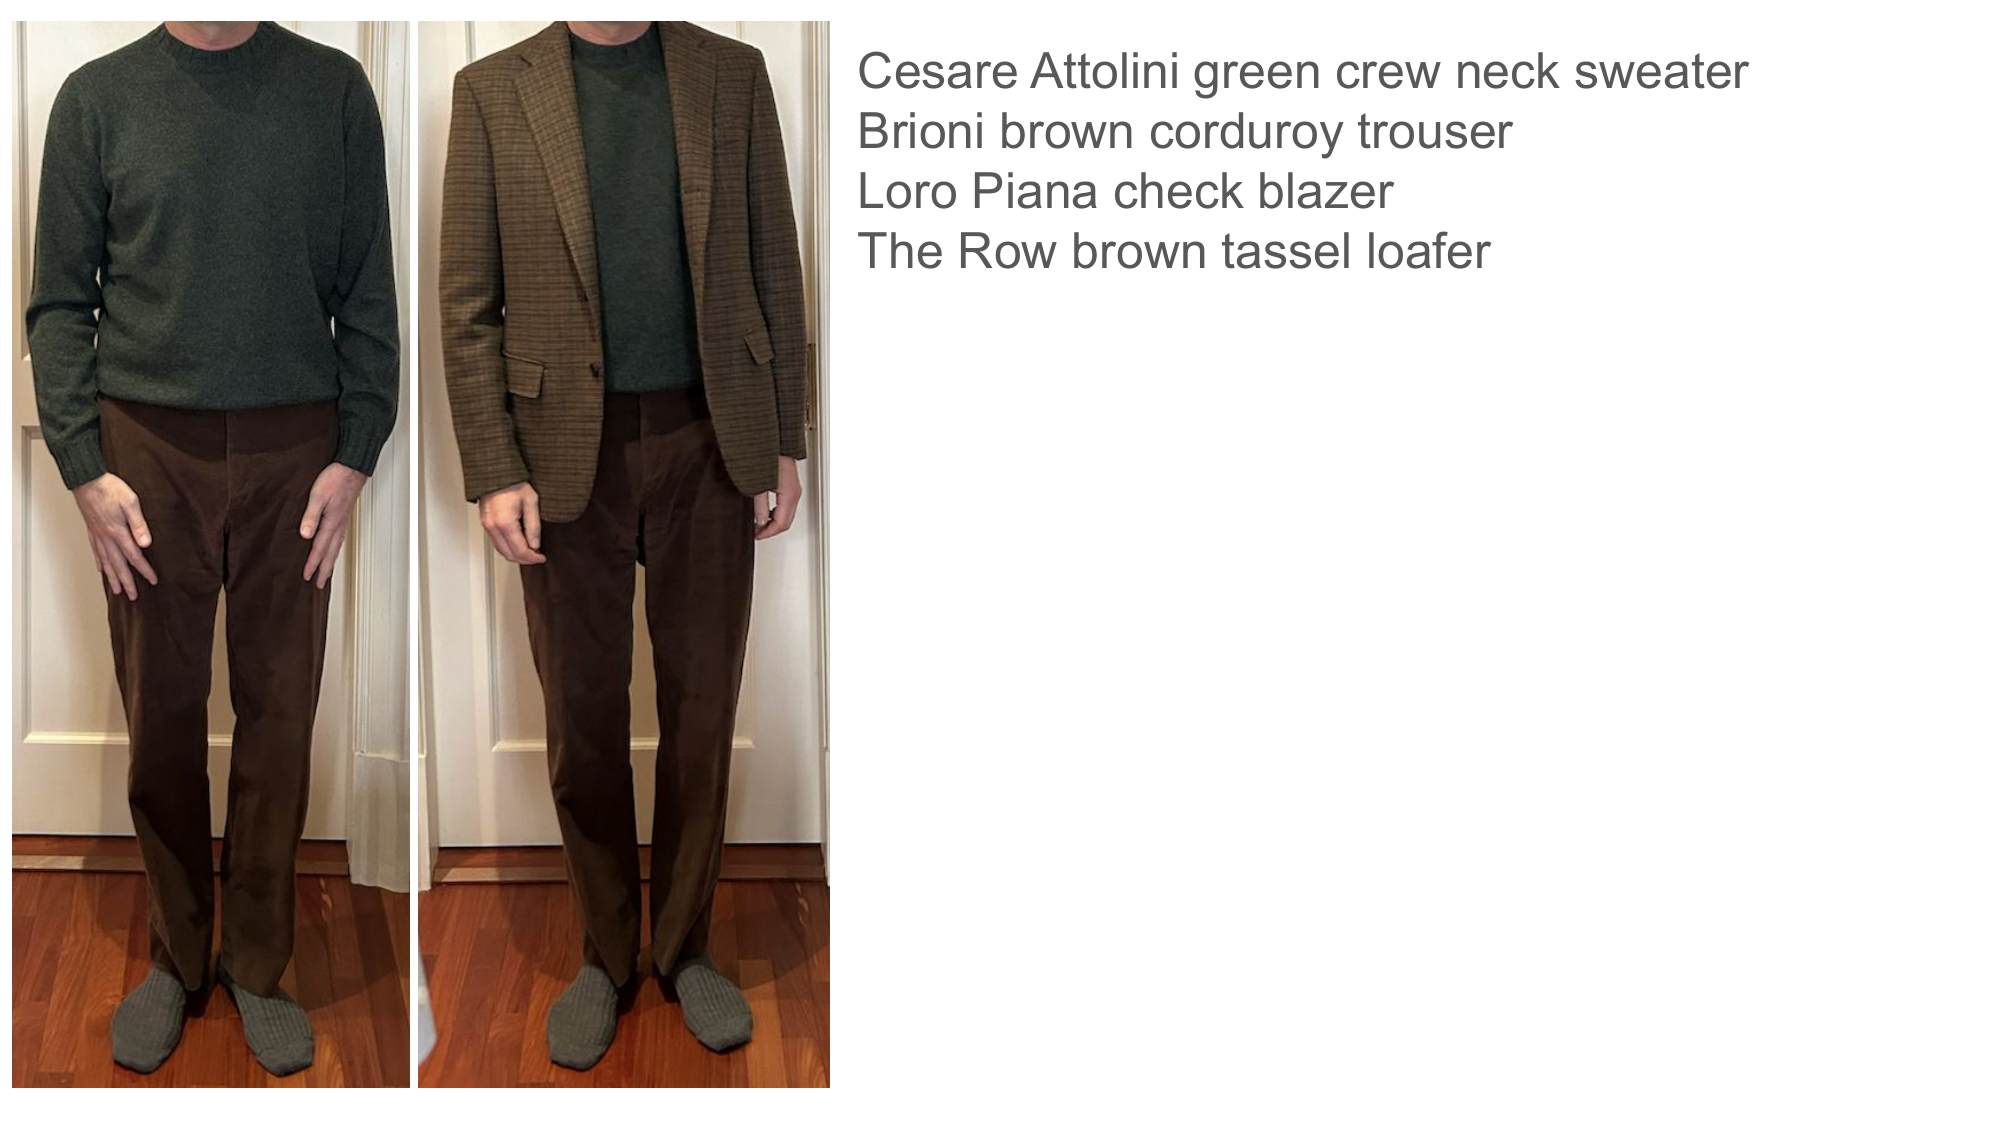 Cesare Attolini green crew neck sweater
Brioni brown corduroy trouser
Loro Piana check blazer
The Row brown tassel loafer